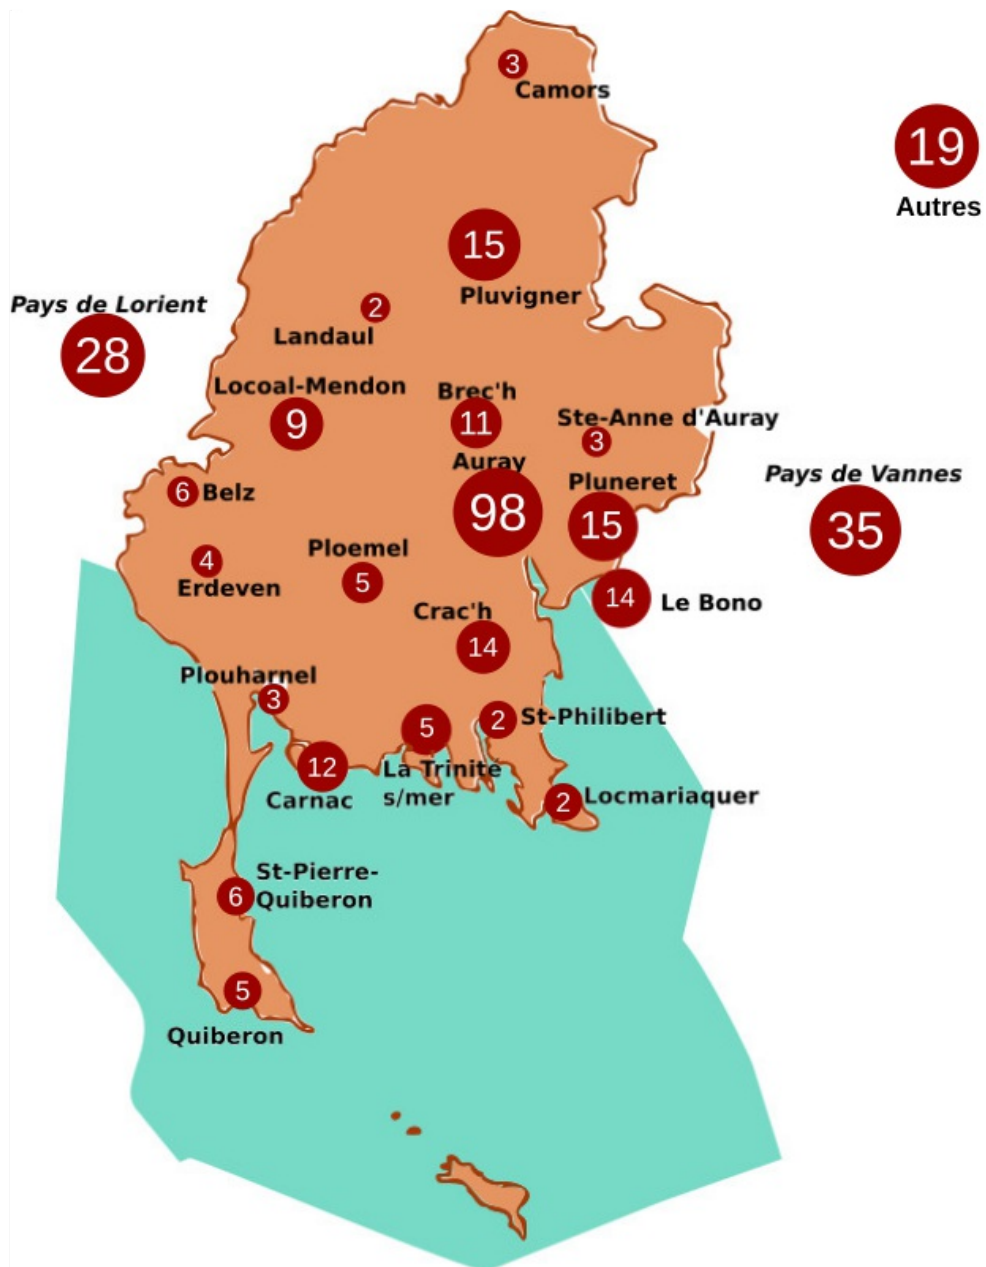 3
Camors
19
Autres
15
Pluvigner
Pays de Lorient
28
2
Landaul
Locoal-Mendon
9
Brec'h
11
Ste-Anne d'Auray
3
Auray
98
Pluneret
15
Pays de Vannes
35
6 Belz
4
Erdeven
Ploemel
5
14 Le Bono
Crac'h
14
Plouharnel
3
5
La Trinité
s/mer
2 St-Philibert
12
Carnac
2 Locmariaquer
St-Pierre-
6 Quiberon
5
Quiberon